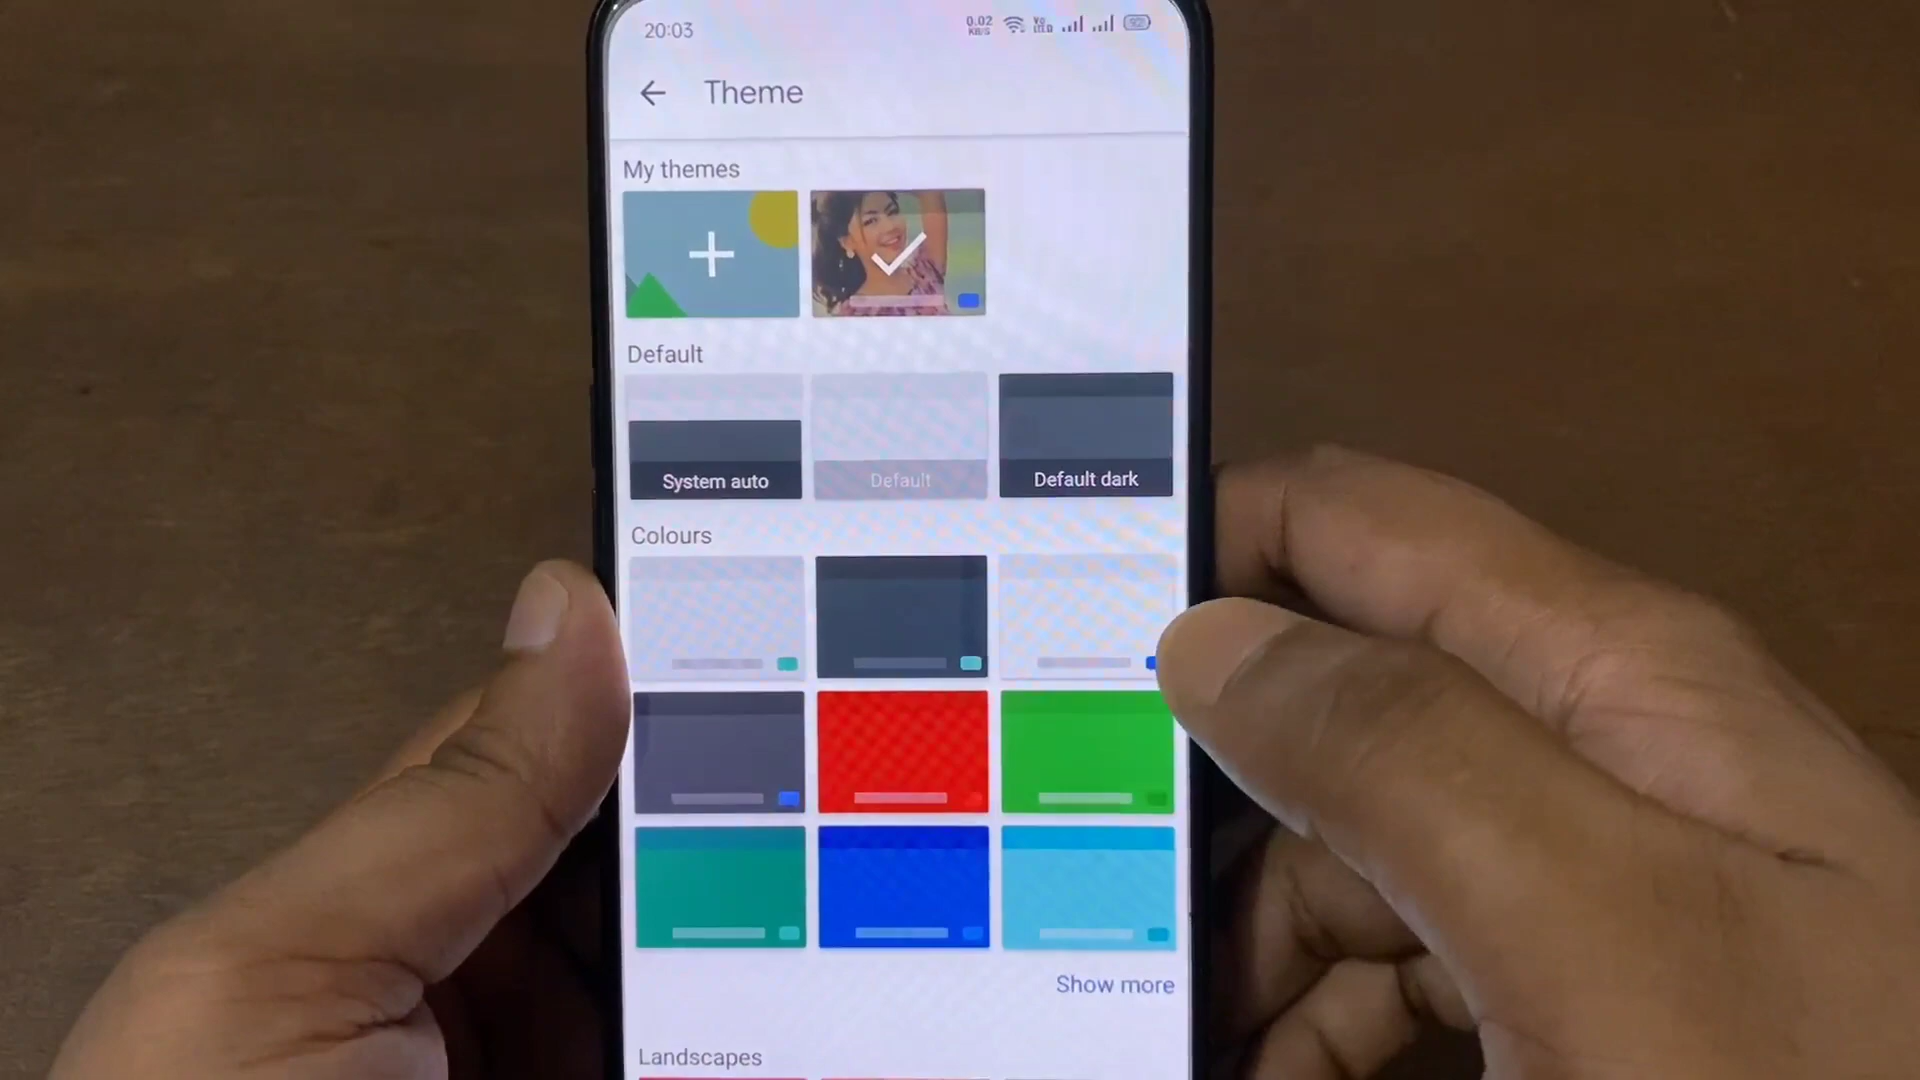 20:03
0.02
KB/S
Theme
My themes
Default
System auto
Default
Default dark
Colours
Show more
Landscapes